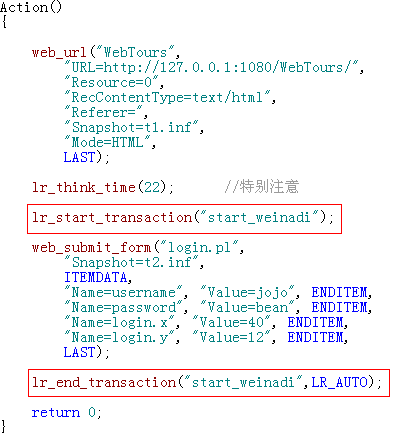 Action()
{
web_url("WebTours",
"URL=http://127.0.0.1:1080/WebTours/",
"Resource=0",
"RecContentType=text/html",
"Referer=",
"Snapshot=t1.inf",
"Mode=HTML",
LAST);
lr_think_time(22); //特别注意
lr_start_transaction("start_weinadi");
web_submit_form("login.pl",
"Snapshot=t2.inf",
ITEMDATA,
"Name=username", "Value=jojo", ENDITEM,
"Name=password", "Value=bean", ENDITEM,
"Name=login.x", "Value=40", ENDITEM,
"Name=login.y", "Value=12", ENDITEM,
LAST);
lr_end_transaction("start_weinadi",LR_AUTO);
return 0;
}